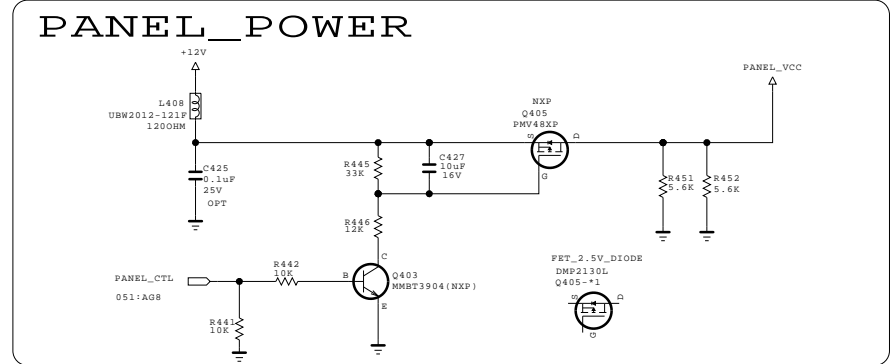 PANEL_POWER
+12V
L408
UBW2012-121F
120OHM
C425
0.1uF
25V
OPT
R445
33K
C427
10uF
16V
R446
12K
NXP
Q405
PMV48XP
S
D
G
PANEL_VCC
R451
5.6K
R452
5.6K
PANEL_CTL
051:AG8
R442
10K
R441
10K
B
C
E
Q403
MMBT3904(NXP)
FET_2.5V_DIODE
DMP2130L
Q405-*1
S
D
G